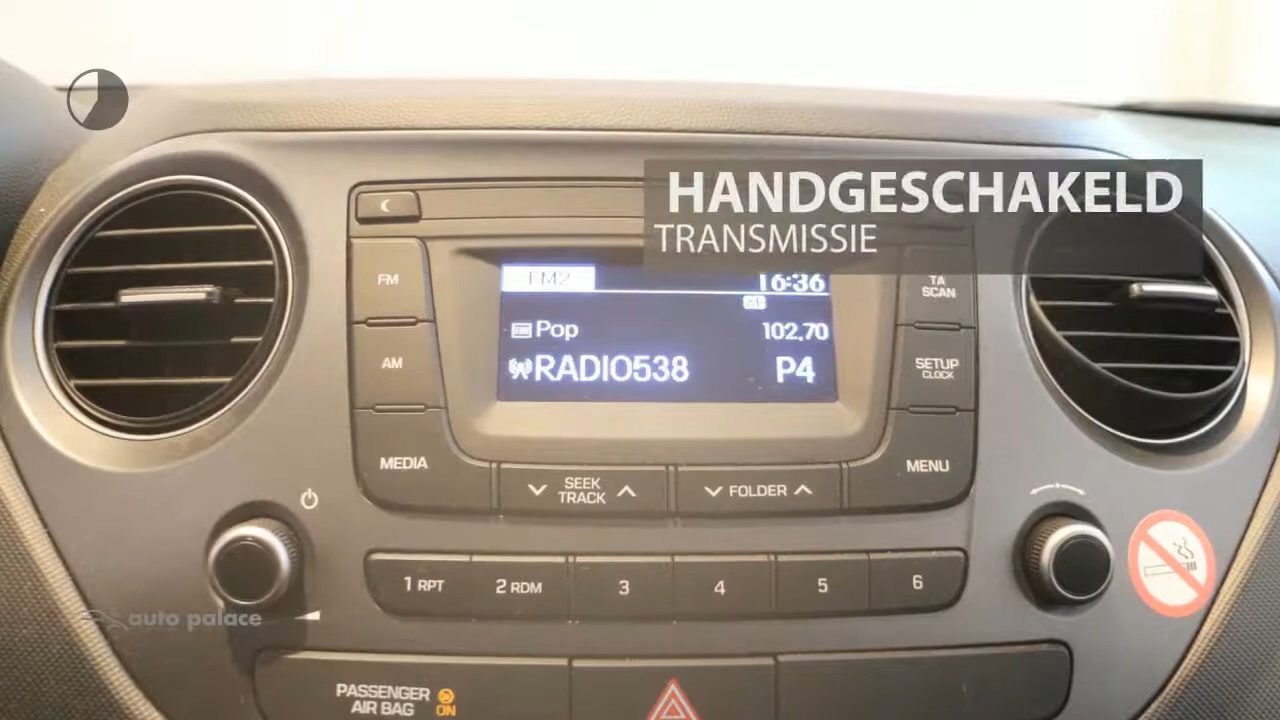 HANDGESCHAKELD
TRANSMISSIE
FM
FM2
16:36
TA
SCAN
Pop
102.70
AM
RADIO538
P4
SETUP
CLOCK
MEDIA
SEEK
TRACK
FOLDER
MENU
1 RPT
2 RDM
3
4
5
6
auto palace
PASSENGER
AIR BAG
ON